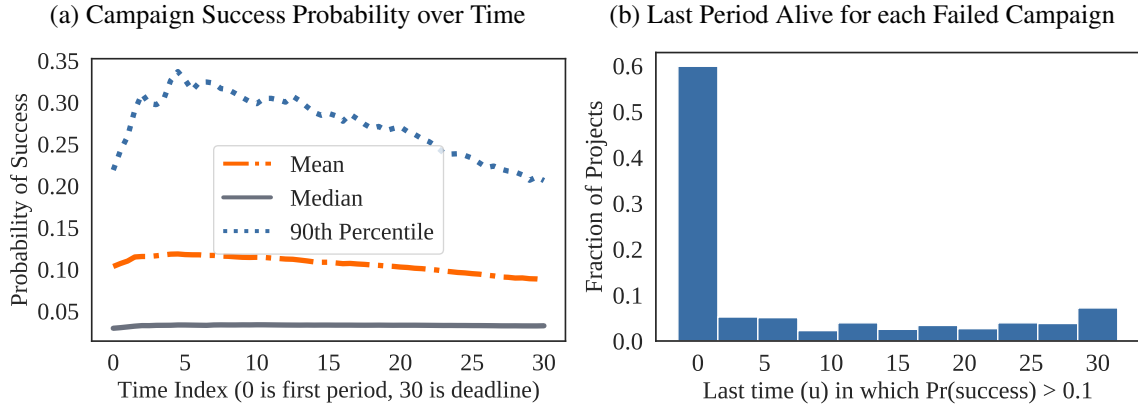 (a) Campaign Success Probability over Time
Probability of Success
0.35
0.30
0.25
0.20
0.15
0.10
0.05
Mean
Median
90th Percentile
0 5 10 15 20 25 30
Time Index (0 is first period, 30 is deadline)
(b) Last Period Alive for each Failed Campaign
Fraction of Projects
0.6
0.5
0.4
0.3
0.2
0.1
0.0
0 5 10 15 20 25 30
Last time (u) in which Pr(success) > 0.1